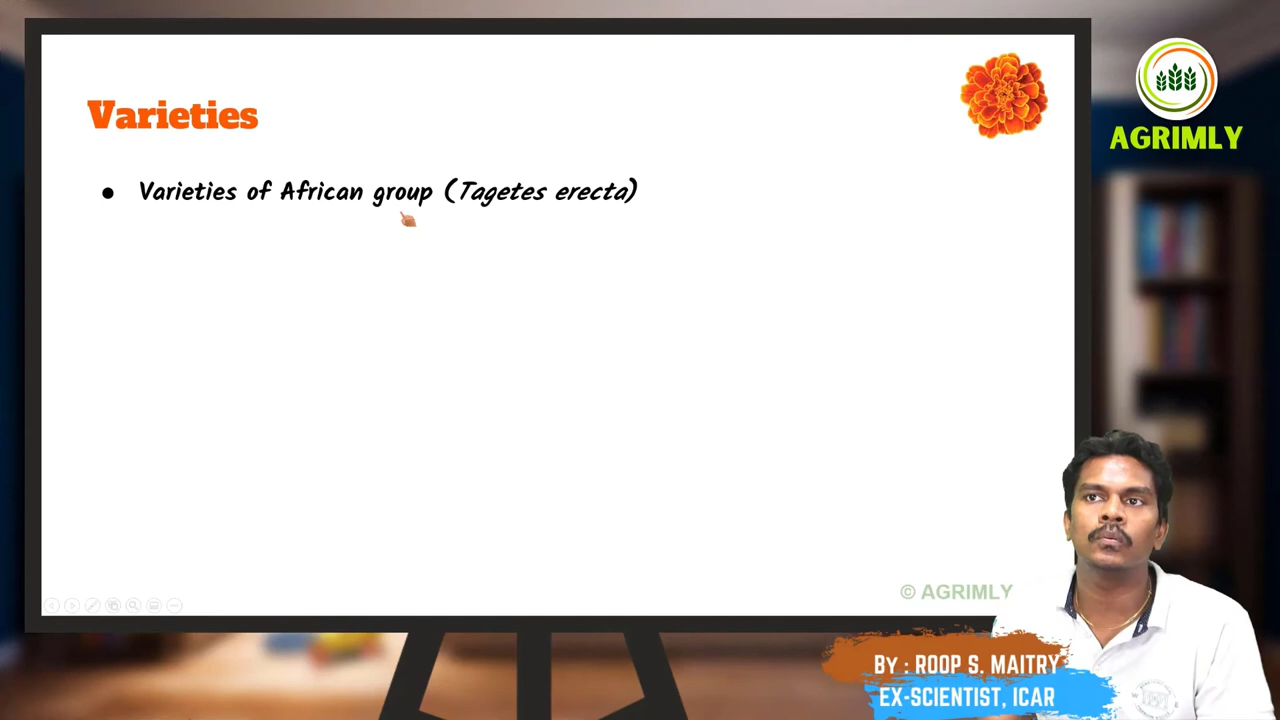 Varieties
● Varieties of African group (Tagetes erecta)
AGRIMLY
© AGRIMLY
BY : ROOP S. MAITRY
EX-SCIENTIST, ICAR